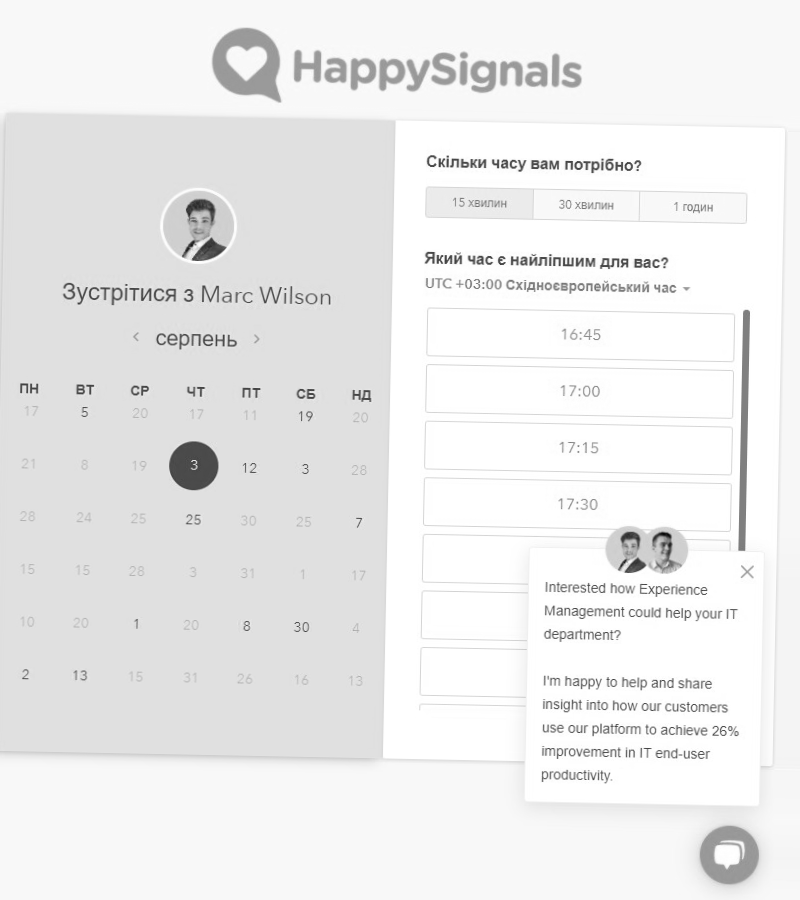 HappySignals
Зустрітися з Marc Wilson
серпень
ПН ВТ СР ЧТ ПТ СБ НД
17 5 20 17 11 19 20
21 8 19 3 12 3 28
28 24 25 25 30 25 7
15 15 28 3 31 1 17
10 20 1 20 8 30 4
2 13 15 31 26 16 13
Скільки часу вам потрібно?
15 хвилин 30 хвилин 1 годин
Який час є найліпшим для вас?
UTC +03:00 Східноєвропейський час
16:45
17:00
17:15
17:30
Interested how Experience
Management could help your IT
department?
I'm happy to help and share
insight into how our customers
use our platform to achieve 26%
improvement in IT end-user
productivity.